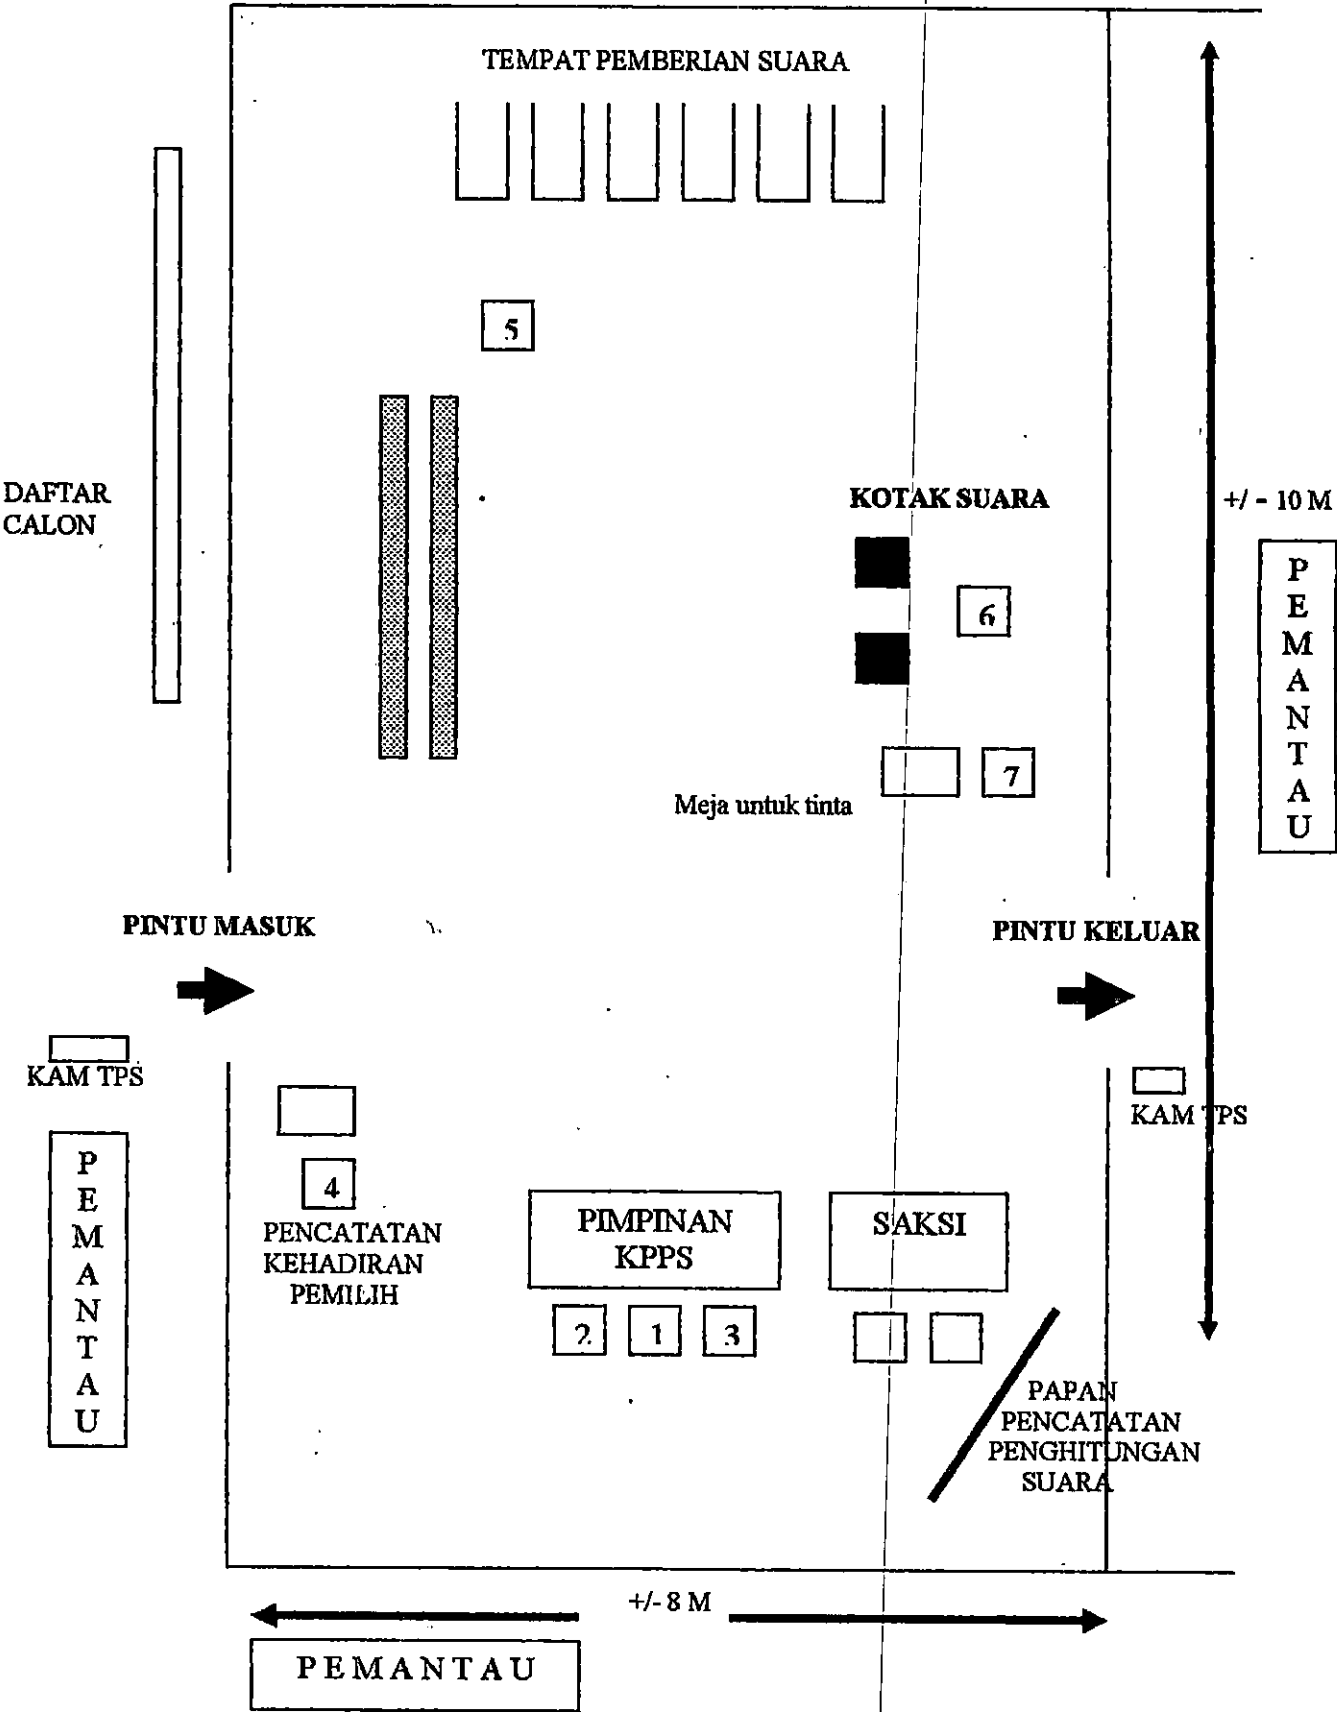 TEMPAT PEMBERIAN SUARA
5
DAFTAR
CALON
KOTAK SUARA
+/ - 10 M
6
P
E
M
A
N
T
A
U
7
Meja untuk tinta
PINTU MASUK
PINTU KELUAR
KAM TPS
KAM TPS
P
E
M
A
N
T
A
U
4
PENCATATAN
KEHADIRAN
PEMILIH
PIMPINAN
KPPS
SAKSI
2
1
3
PAPAN
PENCATATAN
PENGHITUNGAN
SUARA
+/- 8 M
P E M A N T A U